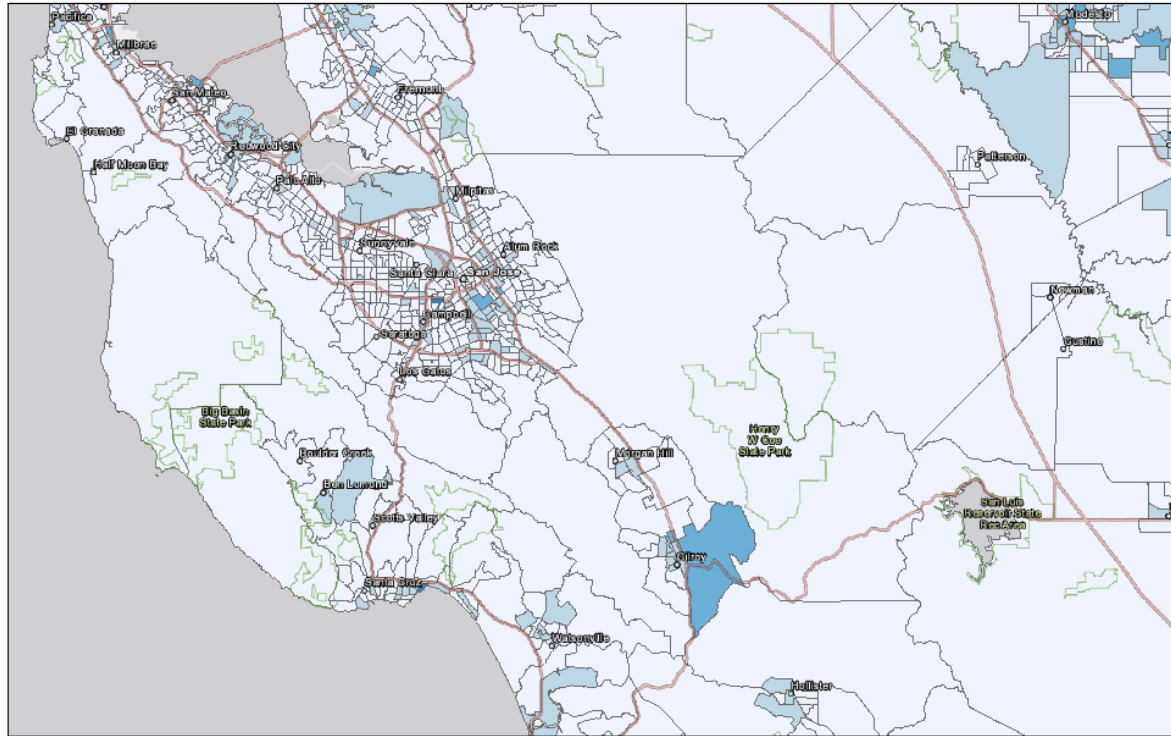 Pacifica
Millbrae
San Mateo
El Granada
Half Moon Bay
Redwood City
Palo Alto
Fremont
Milpitas
Sunnyvale
Santa Clara
San Jose
Alum Rock
Campbell
Saratoga
Los Gatos
Modesto
Patterson
Newman
Gustine
Big Basin
State Park
Boulder Creek
Ben Lomond
Scotts Valley
Santa Cruz
Morgan Hill
Henry
W Coe
State Park
San Luis
Reservoir State
Rec Area
Gilroy
Watsonville
Hollister